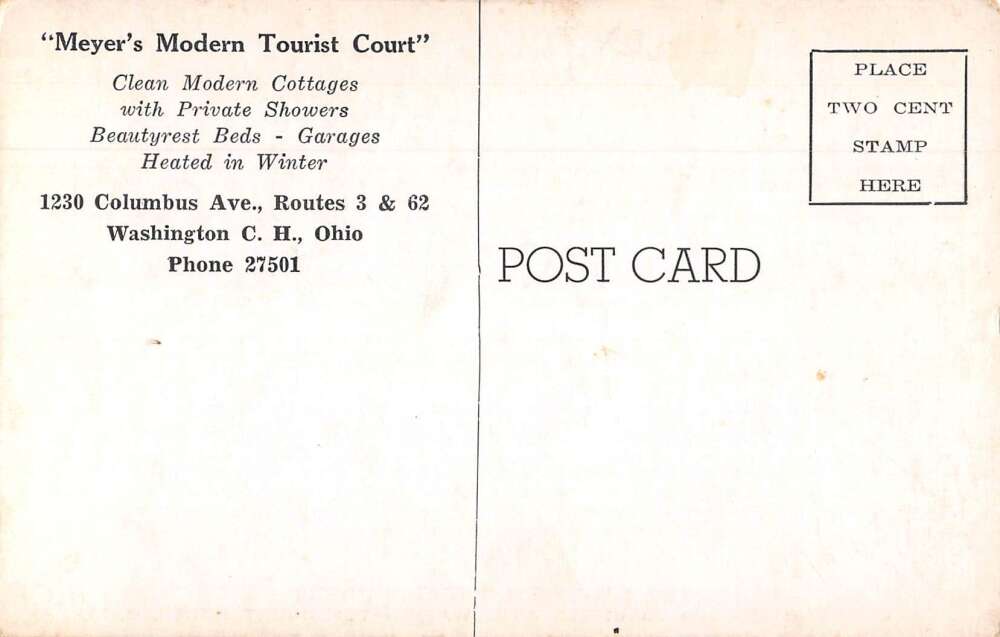 "Meyer's Modern Tourist Court"
Clean Modern Cottages
with Private Showers
Beautyrest Beds - Garages
Heated in Winter
1230 Columbus Ave., Routes 3 & 62
Washington C. H., Ohio
Phone 27501
PLACE
TWO CENT
STAMP
HERE
POST CARD